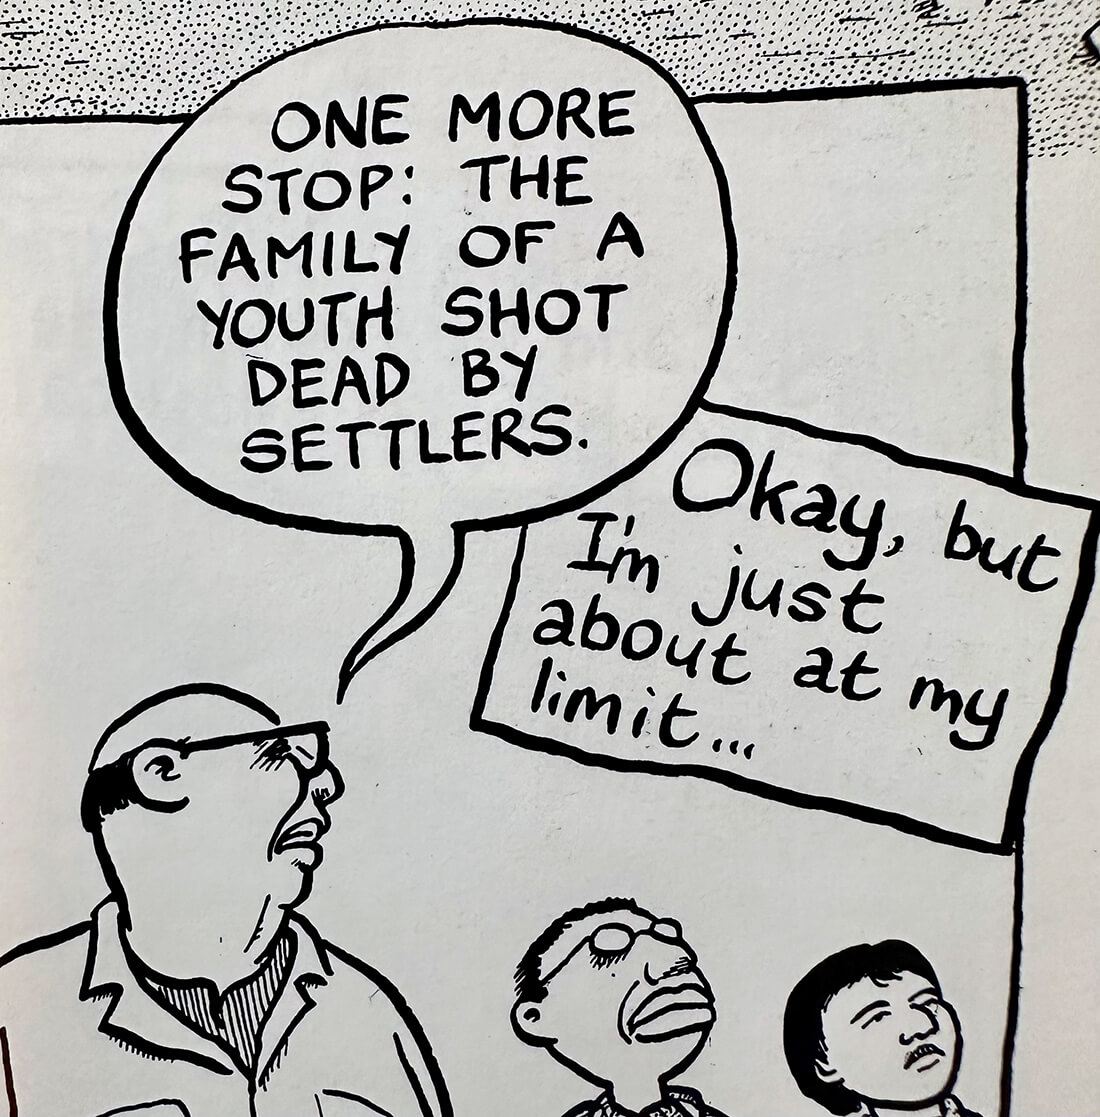 ONE MORE
STOP: THE
FAMILY OF A
YOUTH SHOT
DEAD BY
SETTLERS.
Okay, but
I'm just
about at my
limit...